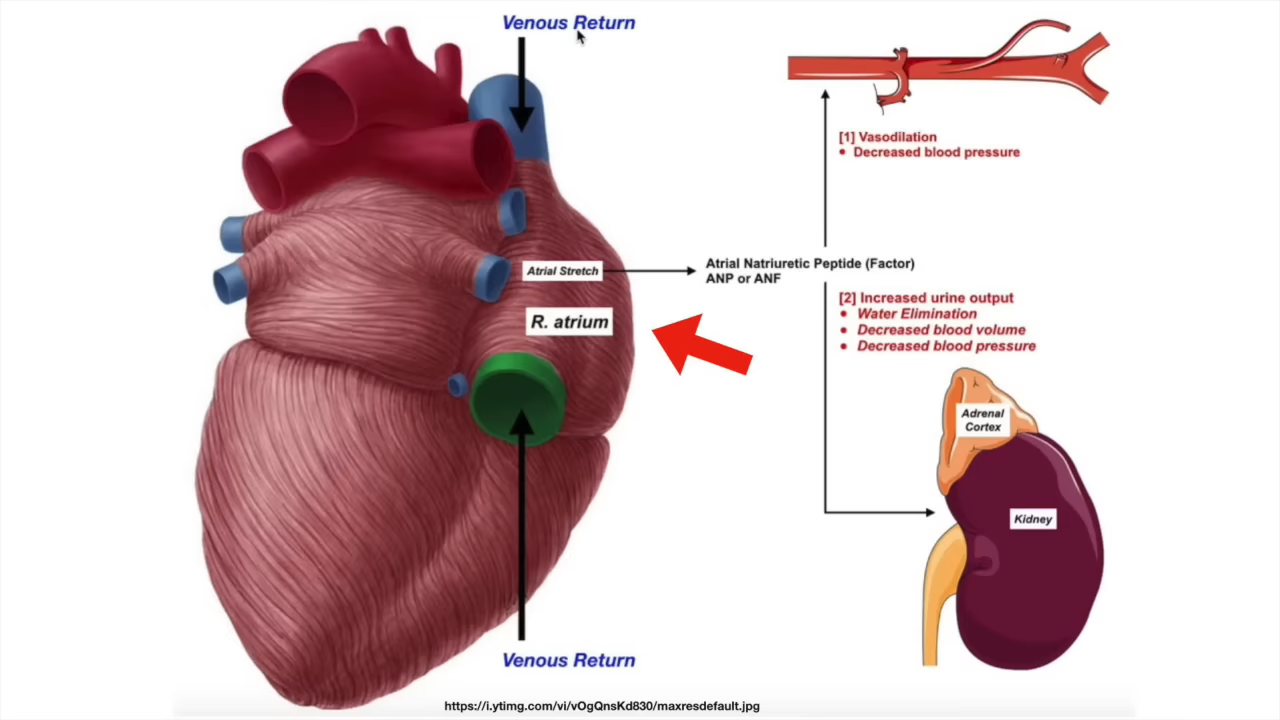 Venous Return
[1] Vasodilation
• Decreased blood pressure
Atrial Stretch
Atrial Natriuretic Peptide (Factor)
ANP or ANF
R. atrium
[2] Increased urine output
• Water Elimination
• Decreased blood volume
• Decreased blood pressure
Adrenal
Cortex
Kidney
Venous Return
https://i.ytimg.com/vi/vOgQnsKd830/maxresdefault.jpg